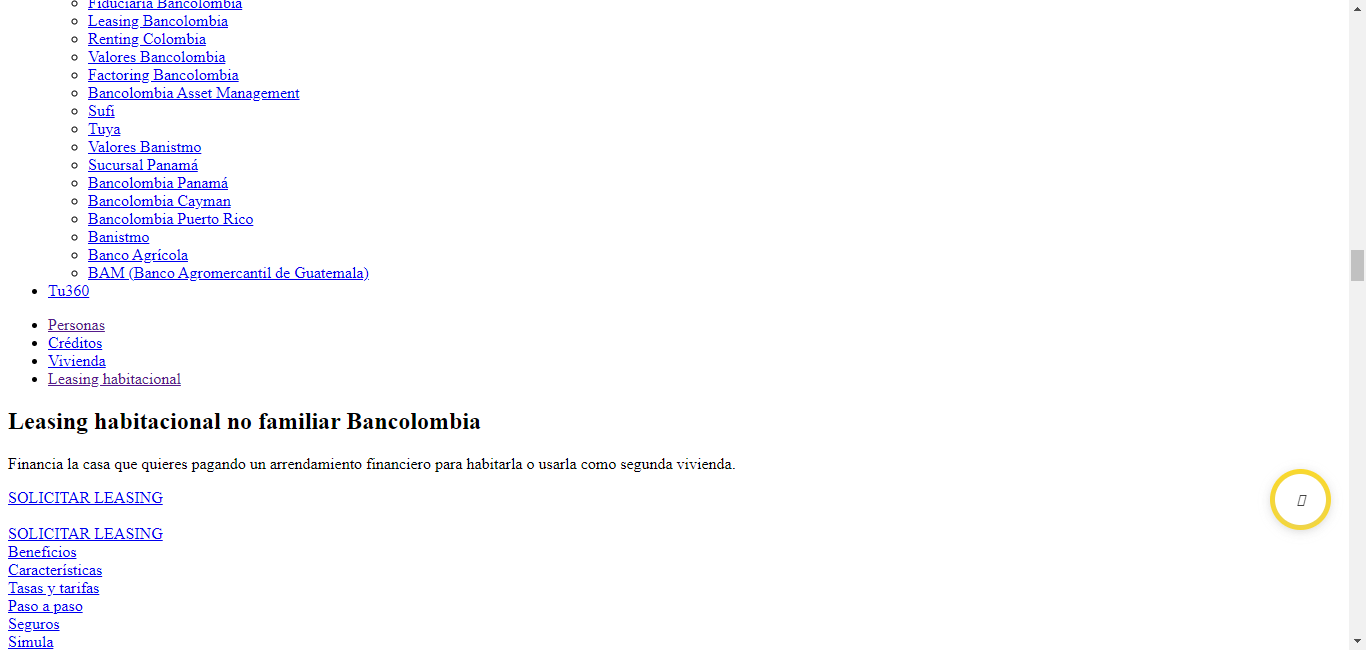 Fiduciaria Bancolombia
Leasing Bancolombia
Renting Colombia
Valores Bancolombia
Factoring Bancolombia
Bancolombia Asset Management
Sufi
Tuya
Valores Banistmo
Sucursal Panamá
Bancolombia Panamá
Bancolombia Cayman
Bancolombia Puerto Rico
Banistmo
Banco Agrícola
BAM (Banco Agromercantil de Guatemala)
Tu360
Personas
Créditos
Vivienda
Leasing habitacional
Leasing habitacional no familiar Bancolombia
Financia la casa que quieres pagando un arrendamiento financiero para habitarla o usarla como segunda vivienda.
SOLICITAR LEASING
SOLICITAR LEASING
Beneficios
Características
Tasas y tarifas
Paso a paso
Seguros
Simula